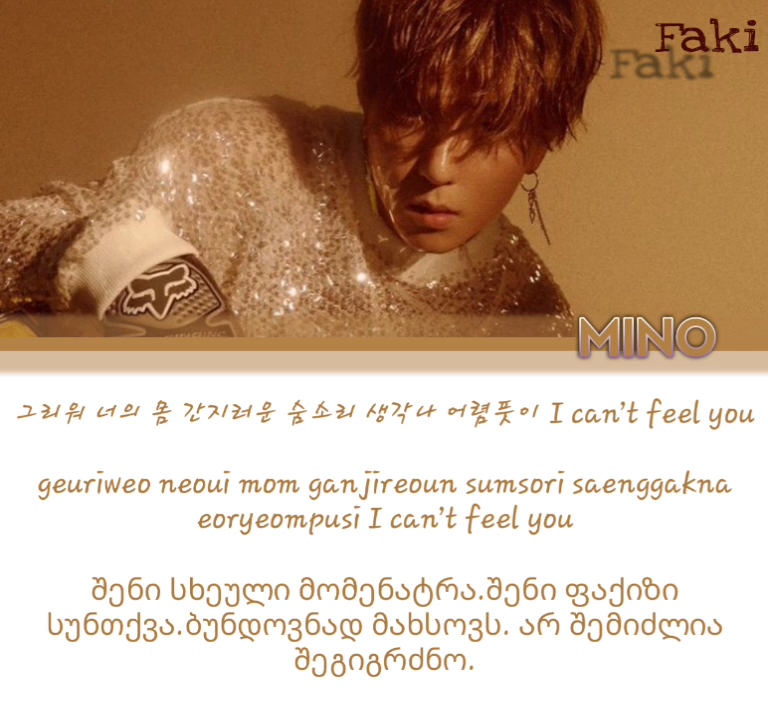 Faki
Faki
MINO
그리워 너의 몸 간지러운 숨소리 생각나 어렴풋이 I can't feel you
geuriweo neoui mom ganjireoun sumsori saenggakna
eoryeompusi I can't feel you
შენი სხეული მომენატრა.შენი ფაქიზი
სუნთქვა.ბუნდოვნად მახსოვს. არ შემიძლია
შეგიგრძნო.